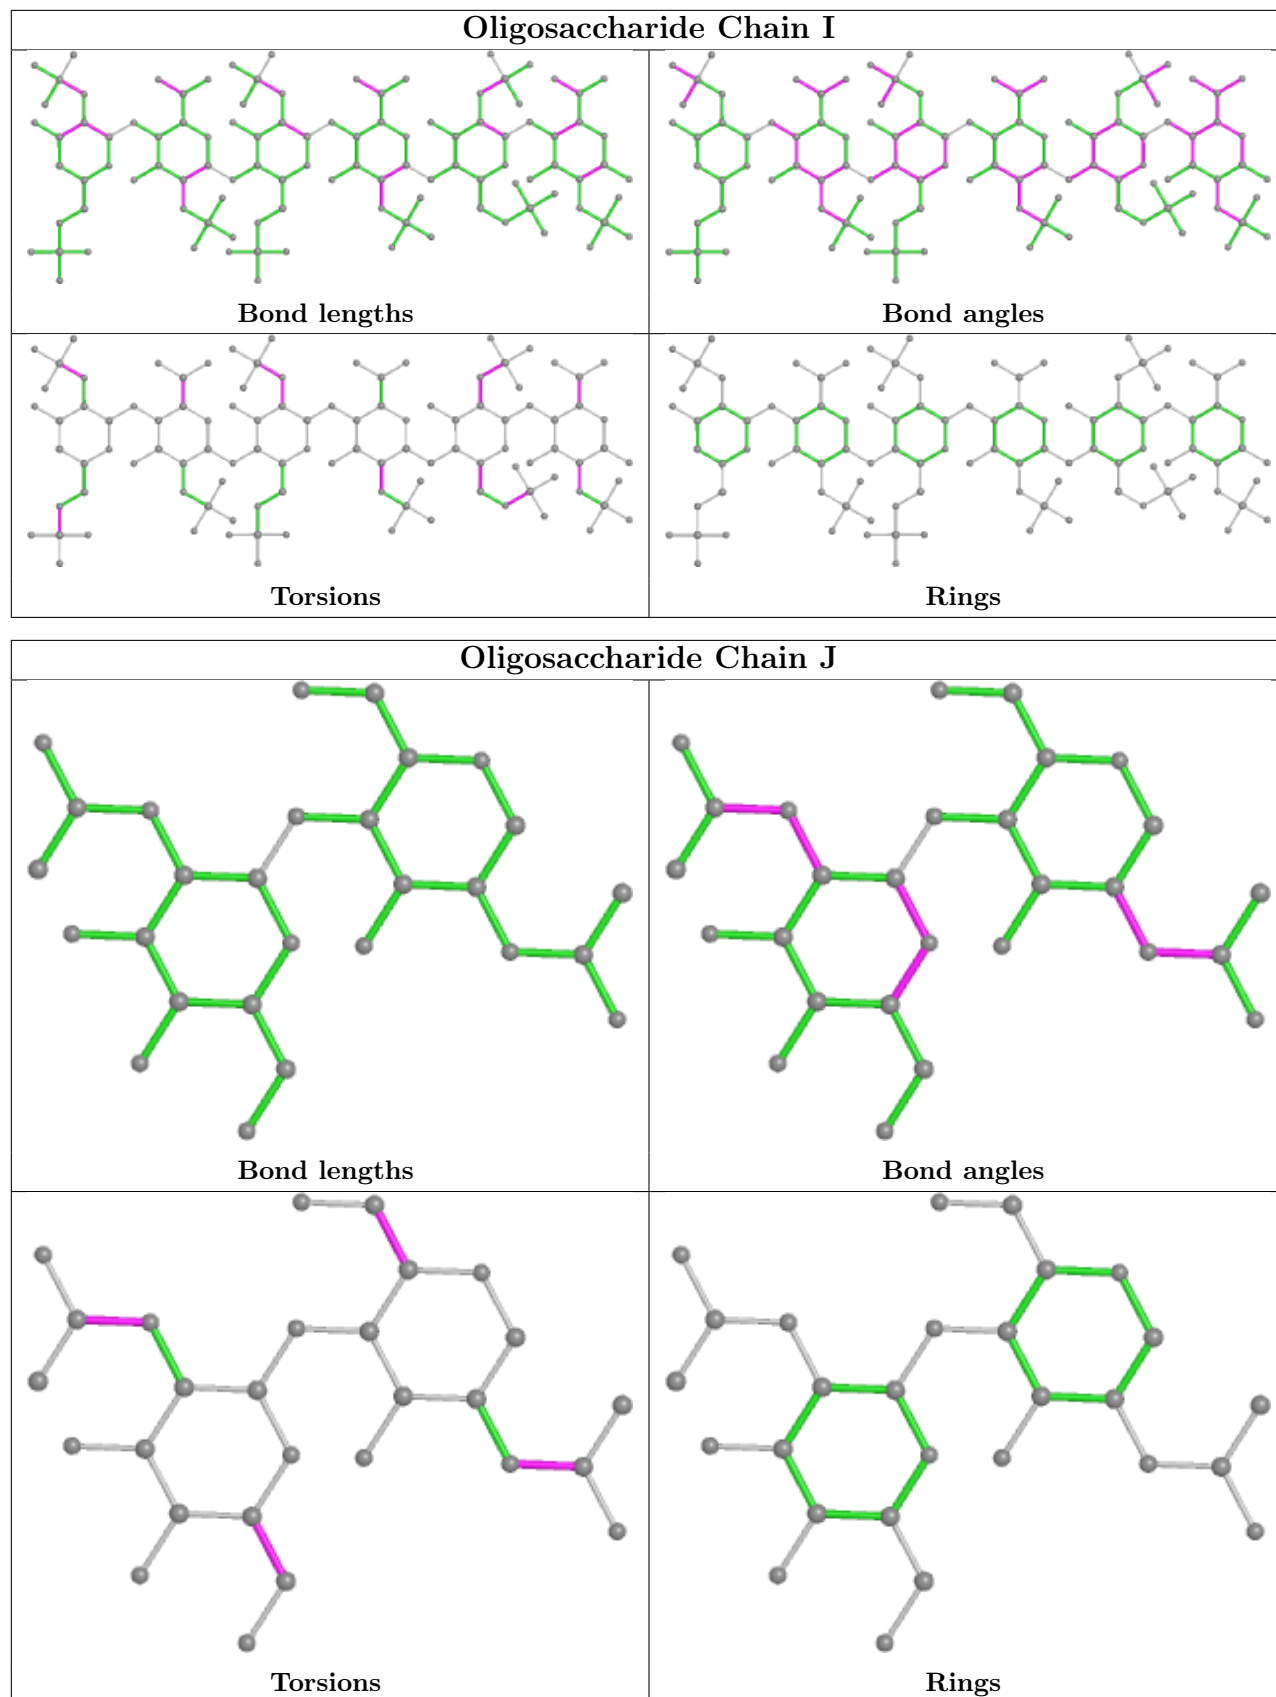 Oligosaccharide Chain I
Bond lengths
Bond angles
Torsions
Rings
Oligosaccharide Chain J
Bond lengths
Bond angles
Torsions
Rings